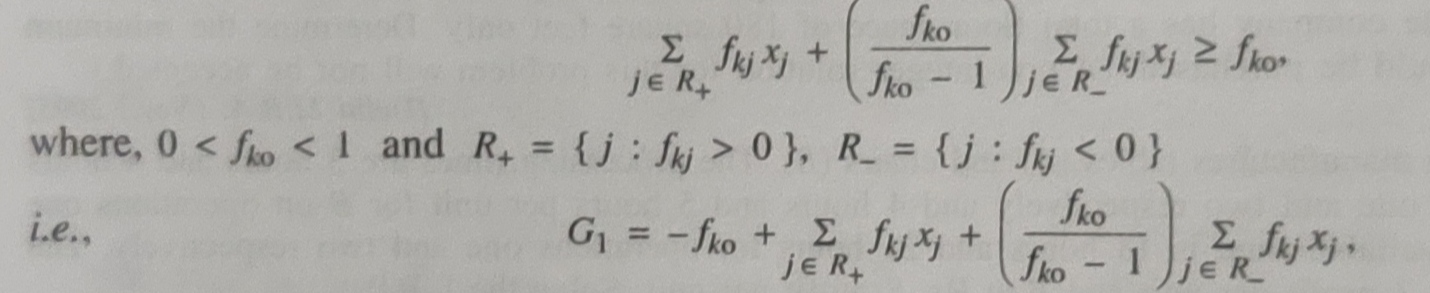 Σ_{j∈R₊} f_{kj} x_j + (f_{ko} / (f_{ko} − 1)) Σ_{j∈R₋} f_{kj} x_j ≥ f_{ko},
where, 0 < f_{ko} < 1 and R₊ = { j : f_{kj} > 0 }, R₋ = { j : f_{kj} < 0 }
i.e., G₁ = −f_{ko} + Σ_{j∈R₊} f_{kj} x_j + (f_{ko} / (f_{ko} − 1)) Σ_{j∈R₋} f_{kj} x_j ,